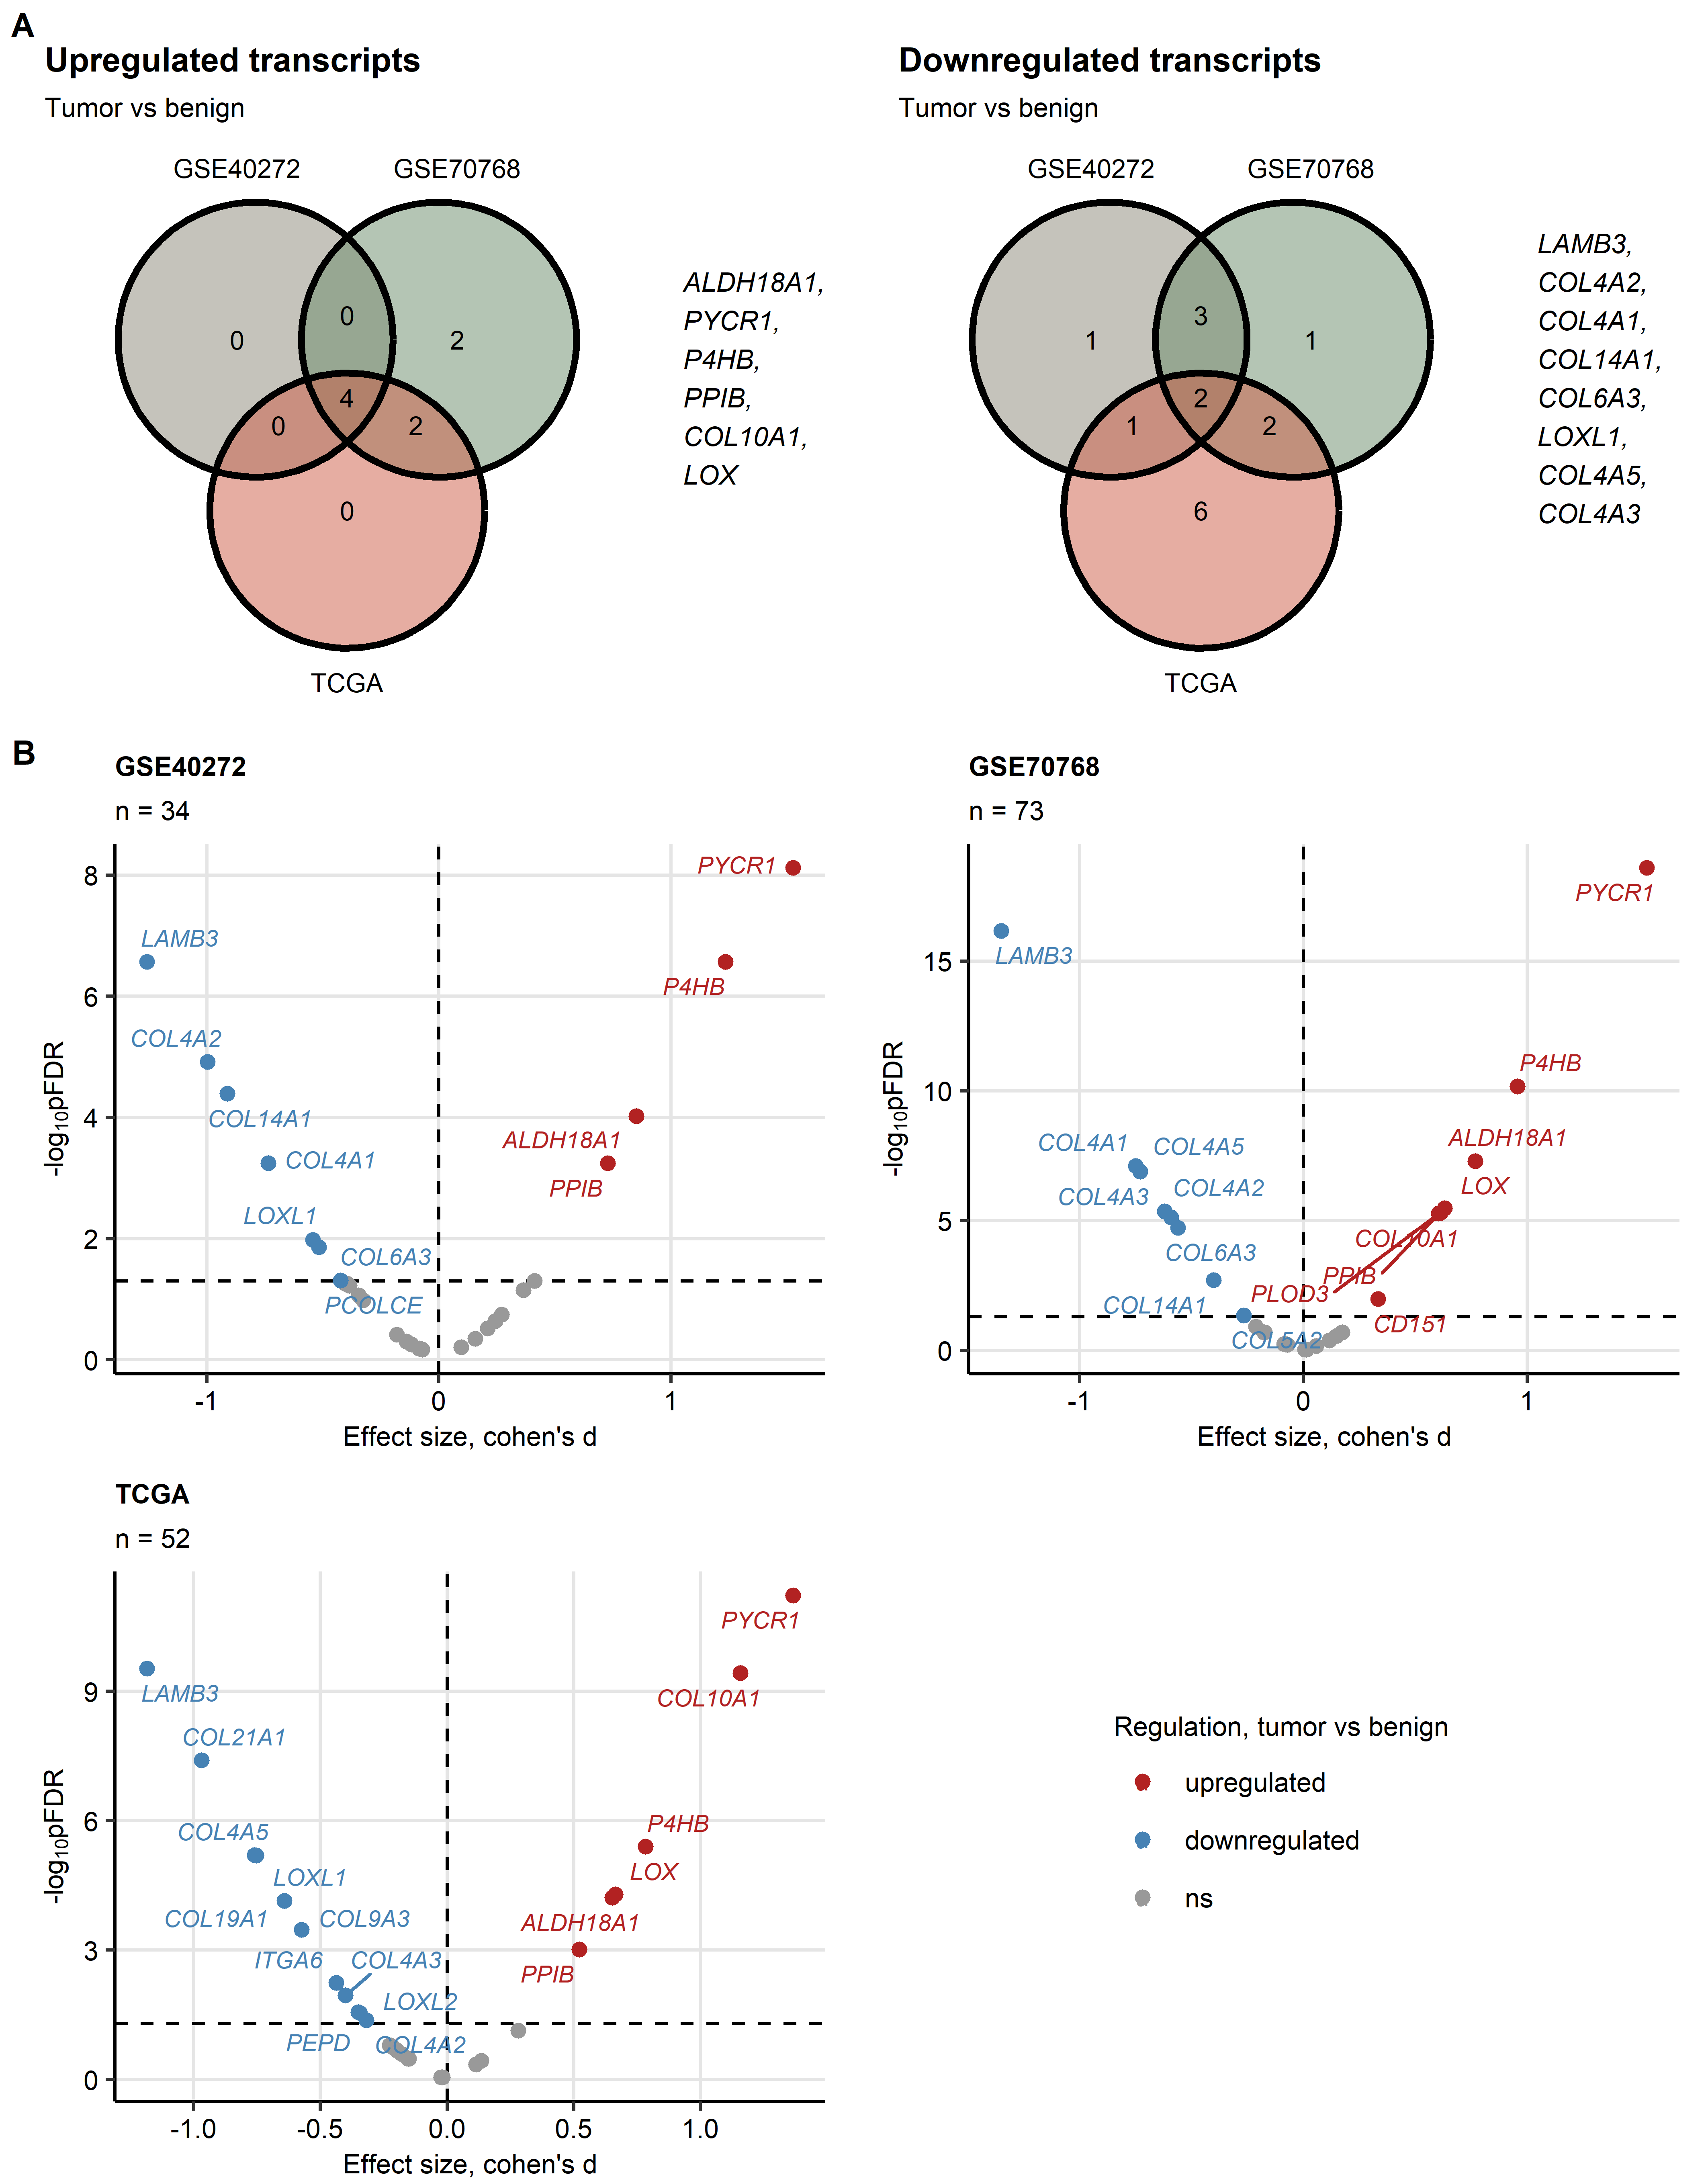 A
Upregulated transcripts
Tumor vs benign
GSE40272
GSE70768
0
0
2
4
0
2
0
TCGA
ALDH18A1,
PYCR1,
P4HB,
PPIB,
COL10A1,
LOX
Downregulated transcripts
Tumor vs benign
GSE40272
GSE70768
3
1
1
2
1
2
6
TCGA
LAMB3,
COL4A2,
COL4A1,
COL14A1,
COL6A3,
LOXL1,
COL4A5,
COL4A3
B
GSE40272
n = 34
-log10pFDR
8
6
4
2
0
PYCR1
LAMB3
P4HB
COL4A2
COL14A1
ALDH18A1
COL4A1
PPIB
LOXL1
COL6A3
PCOLCE
-1
0
1
Effect size, cohen's d
GSE70768
n = 73
-log10pFDR
15
10
5
0
PYCR1
LAMB3
P4HB
ALDH18A1
COL4A1
COL4A5
LOX
COL4A3
COL4A2
COL10A1
COL6A3
PPIB
PLOD3
COL14A1
CD151
COL5A2
-1
0
1
Effect size, cohen's d
TCGA
n = 52
-log10pFDR
9
6
3
0
PYCR1
LAMB3
COL10A1
COL21A1
P4HB
COL4A5
LOX
LOXL1
COL19A1
COL9A3
ALDH18A1
ITGA6
COL4A3
PPIB
LOXL2
PEPD
COL4A2
-1.0
-0.5
0.0
0.5
1.0
Effect size, cohen's d
Regulation, tumor vs benign
upregulated
downregulated
ns